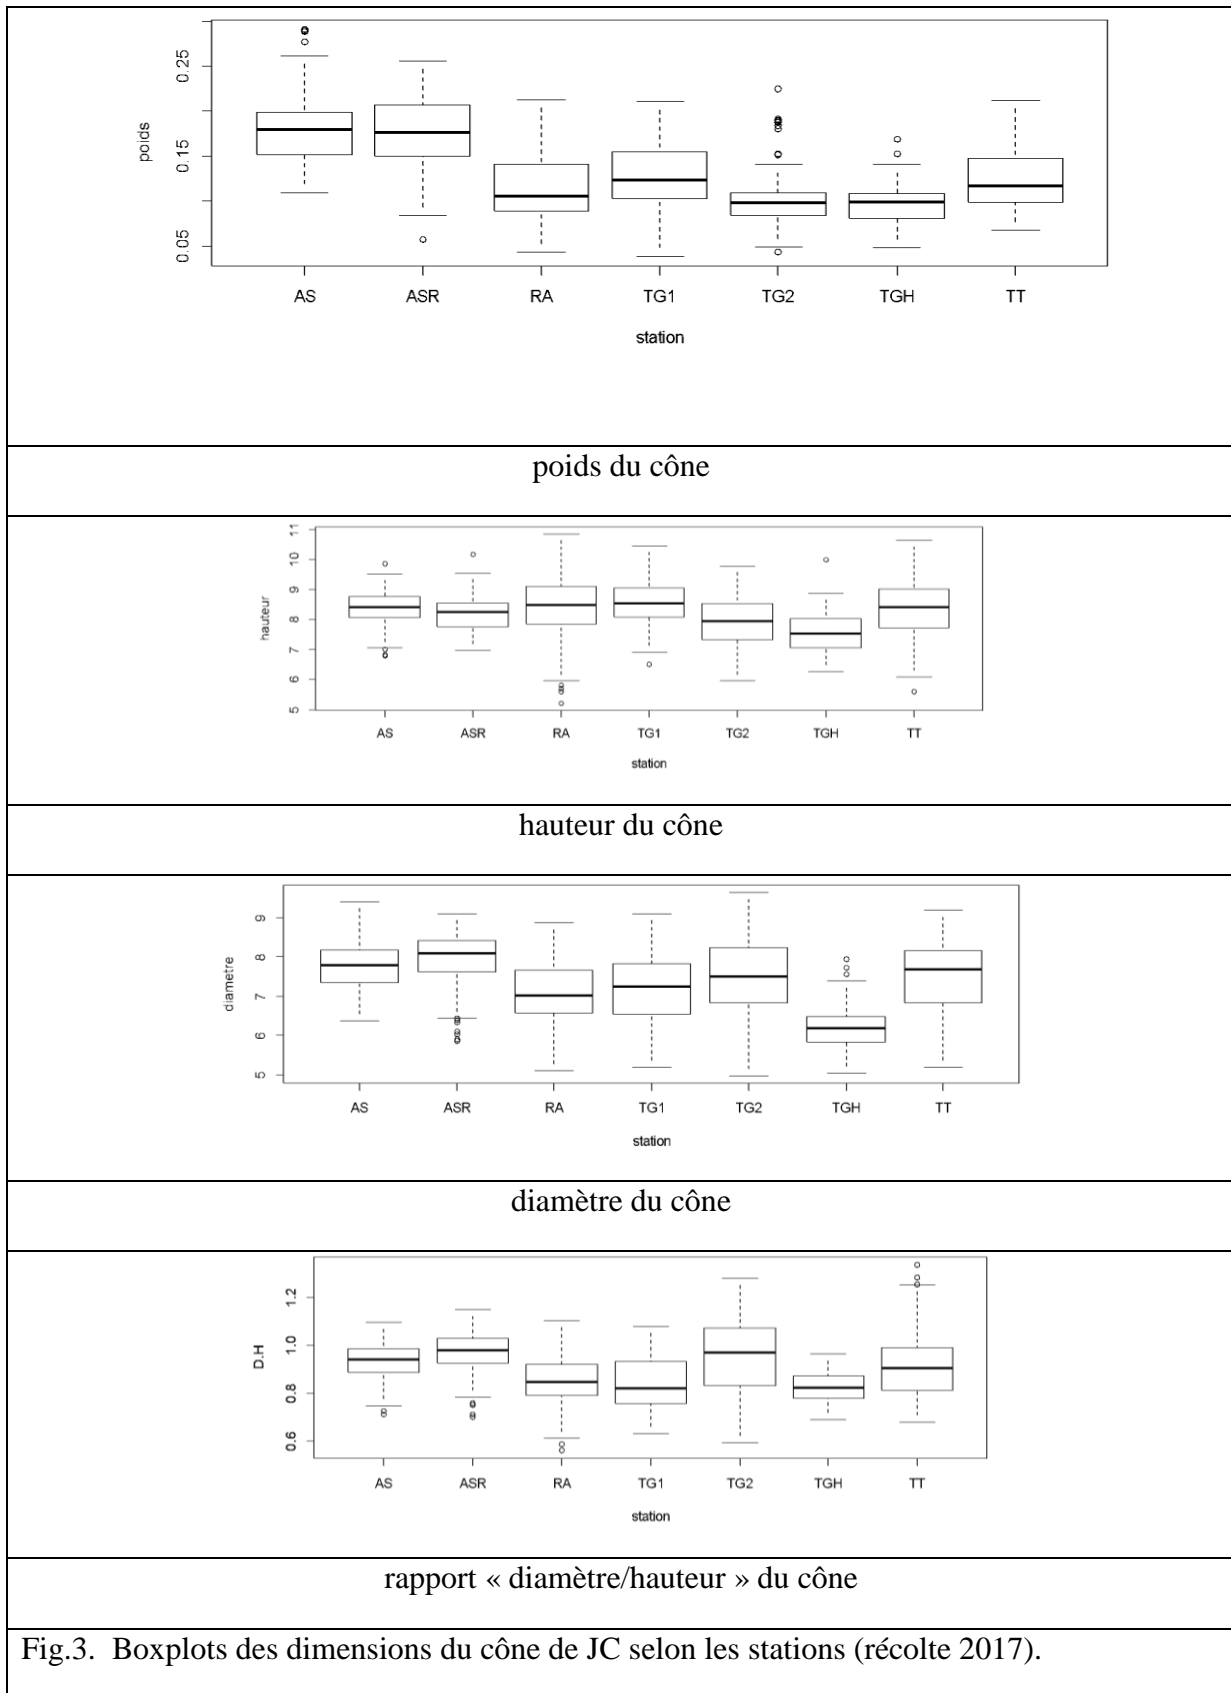 poids
0.25
0.15
0.05
AS ASR RA TG1 TG2 TGH TT
station
poids du cône
hauteur
11
10
9
8
7
6
5
AS ASR RA TG1 TG2 TGH TT
station
hauteur du cône
diametre
9
8
7
6
5
AS ASR RA TG1 TG2 TGH TT
station
diamètre du cône
D.H
1.2
1.0
0.8
0.6
AS ASR RA TG1 TG2 TGH TT
station
rapport « diamètre/hauteur » du cône
Fig.3. Boxplots des dimensions du cône de JC selon les stations (récolte 2017).